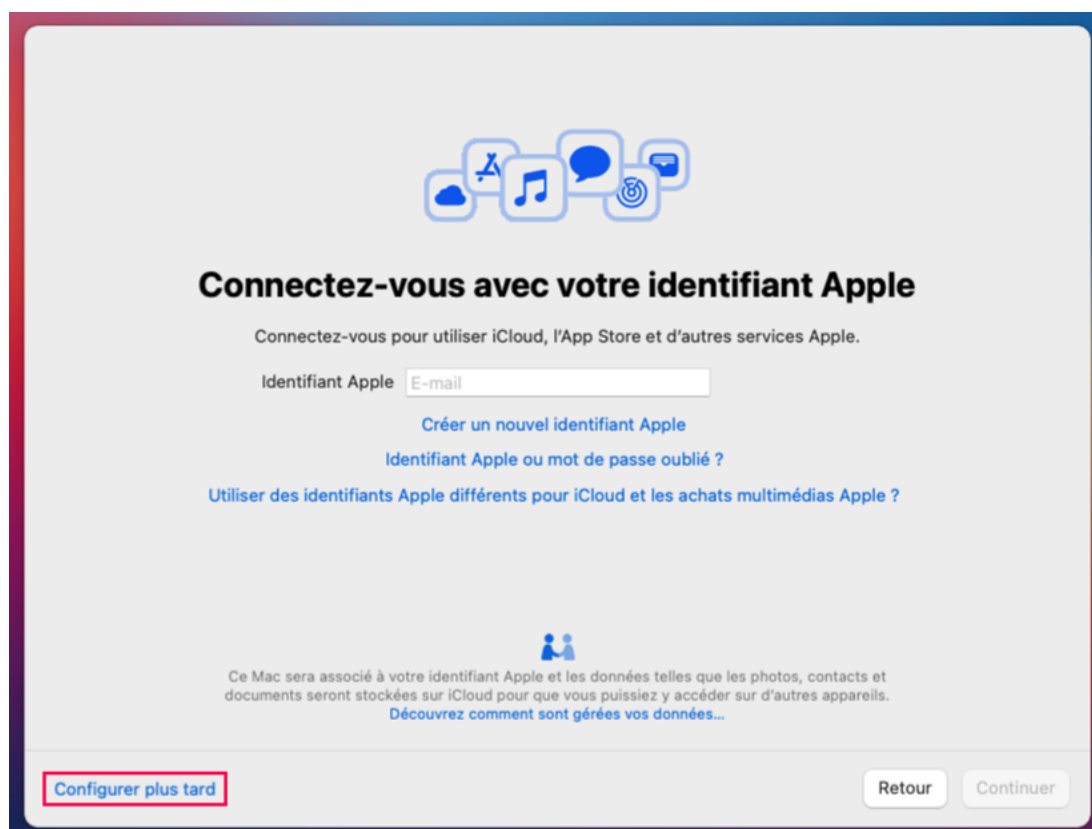 Connectez-vous avec votre identifiant Apple
Connectez-vous pour utiliser iCloud, l'App Store et d'autres services Apple.
Identifiant Apple E-mail
Créer un nouvel identifiant Apple
Identifiant Apple ou mot de passe oublié ?
Utiliser des identifiants Apple différents pour iCloud et les achats multimédias Apple ?
Ce Mac sera associé à votre identifiant Apple et les données telles que les photos, contacts et
documents seront stockées sur iCloud pour que vous puissiez y accéder sur d'autres appareils.
Découvrez comment sont gérées vos données...
Configurer plus tard Retour Continuer